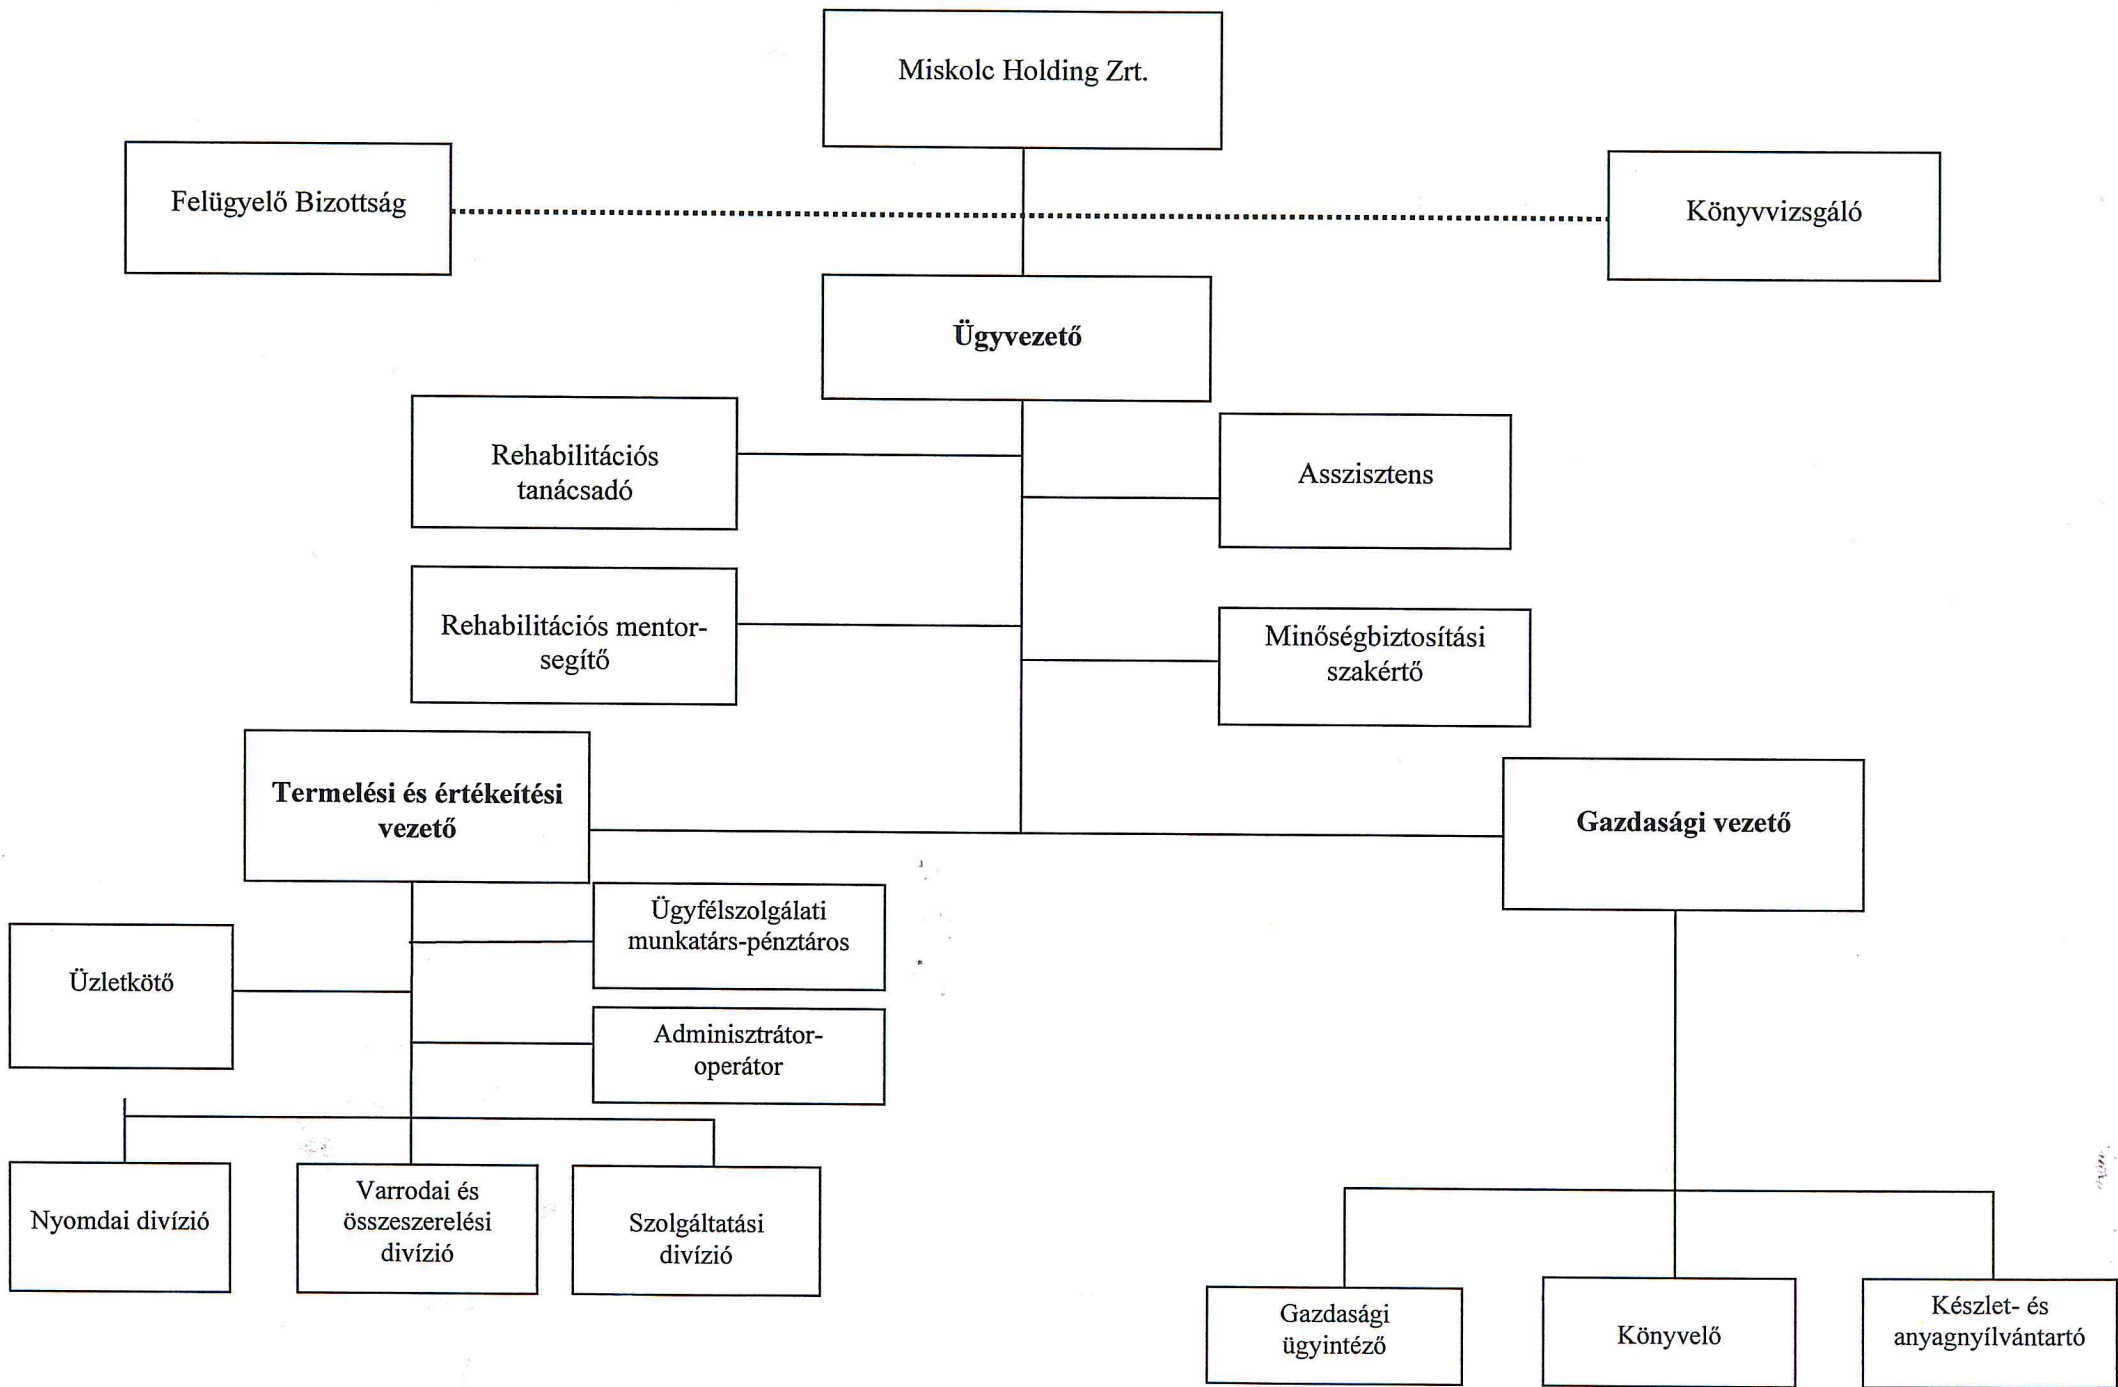 Miskolc Holding Zrt.
Felügyelő Bizottság
Könyvvizsgáló
Ügyvezető
Rehabilitációs
tanácsadó
Asszisztens
Rehabilitációs mentor-
segítő
Minőségbiztosítási
szakértő
Termelési és értékeítési
vezető
Gazdasági vezető
Ügyfélszolgálati
munkatárs-pénztáros
Üzletkötő
Adminisztrátor-
operátor
Nyomdai divízió
Varrodai és
összeszerelési
divízió
Szolgáltatási
divízió
Gazdasági
ügyintéző
Könyvelő
Készlet- és
anyagnyílvántartó